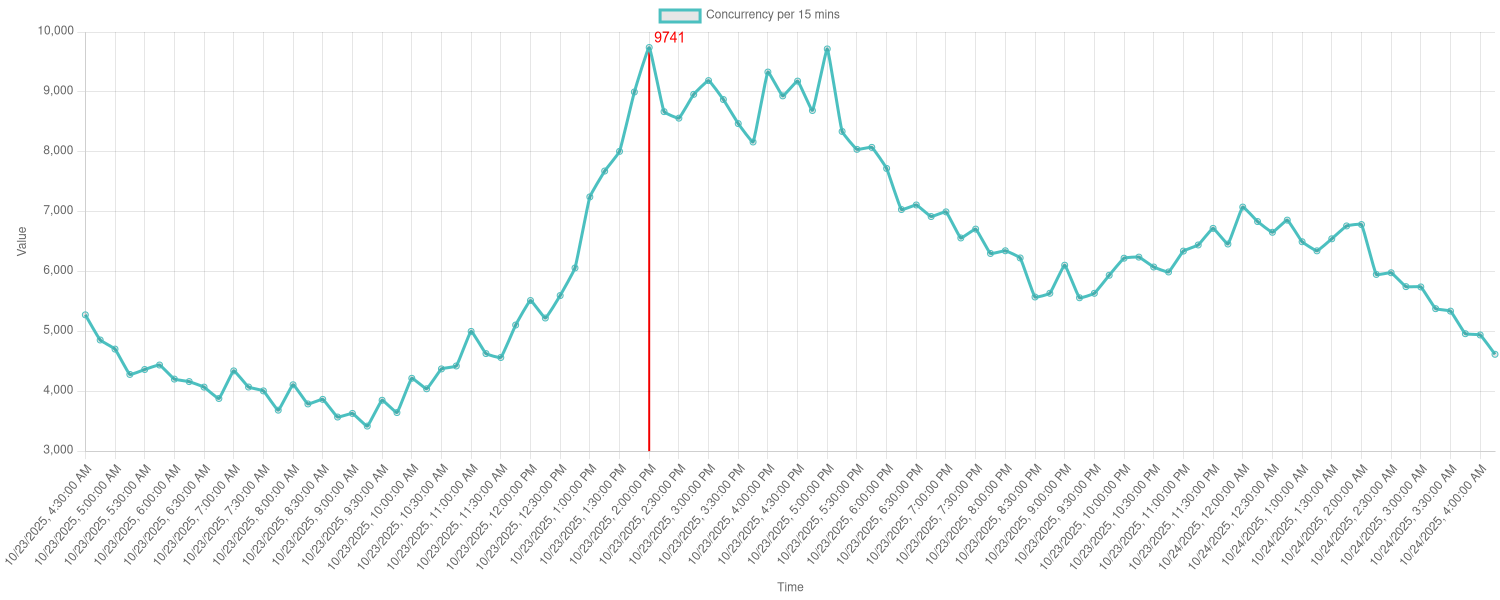 Concurrency per 15 mins
9741
10,000
9,000
8,000
7,000
6,000
5,000
4,000
3,000
Value
10/23/2025, 4:30:00 AM
10/23/2025, 5:00:00 AM
10/23/2025, 5:30:00 AM
10/23/2025, 6:00:00 AM
10/23/2025, 6:30:00 AM
10/23/2025, 7:00:00 AM
10/23/2025, 7:30:00 AM
10/23/2025, 8:00:00 AM
10/23/2025, 8:30:00 AM
10/23/2025, 9:00:00 AM
10/23/2025, 9:30:00 AM
10/23/2025, 10:00:00 AM
10/23/2025, 10:30:00 AM
10/23/2025, 11:00:00 AM
10/23/2025, 11:30:00 AM
10/23/2025, 12:00:00 PM
10/23/2025, 12:30:00 PM
10/23/2025, 1:00:00 PM
10/23/2025, 1:30:00 PM
10/23/2025, 2:00:00 PM
10/23/2025, 2:30:00 PM
10/23/2025, 3:00:00 PM
10/23/2025, 3:30:00 PM
10/23/2025, 4:00:00 PM
10/23/2025, 4:30:00 PM
10/23/2025, 5:00:00 PM
10/23/2025, 5:30:00 PM
10/23/2025, 6:00:00 PM
10/23/2025, 6:30:00 PM
10/23/2025, 7:00:00 PM
10/23/2025, 7:30:00 PM
10/23/2025, 8:00:00 PM
10/23/2025, 8:30:00 PM
10/23/2025, 9:00:00 PM
10/23/2025, 9:30:00 PM
10/23/2025, 10:00:00 PM
10/23/2025, 10:30:00 PM
10/23/2025, 11:00:00 PM
10/23/2025, 11:30:00 PM
10/24/2025, 12:00:00 AM
10/24/2025, 12:30:00 AM
10/24/2025, 1:00:00 AM
10/24/2025, 1:30:00 AM
10/24/2025, 2:00:00 AM
10/24/2025, 2:30:00 AM
10/24/2025, 3:00:00 AM
10/24/2025, 3:30:00 AM
10/24/2025, 4:00:00 AM
Time